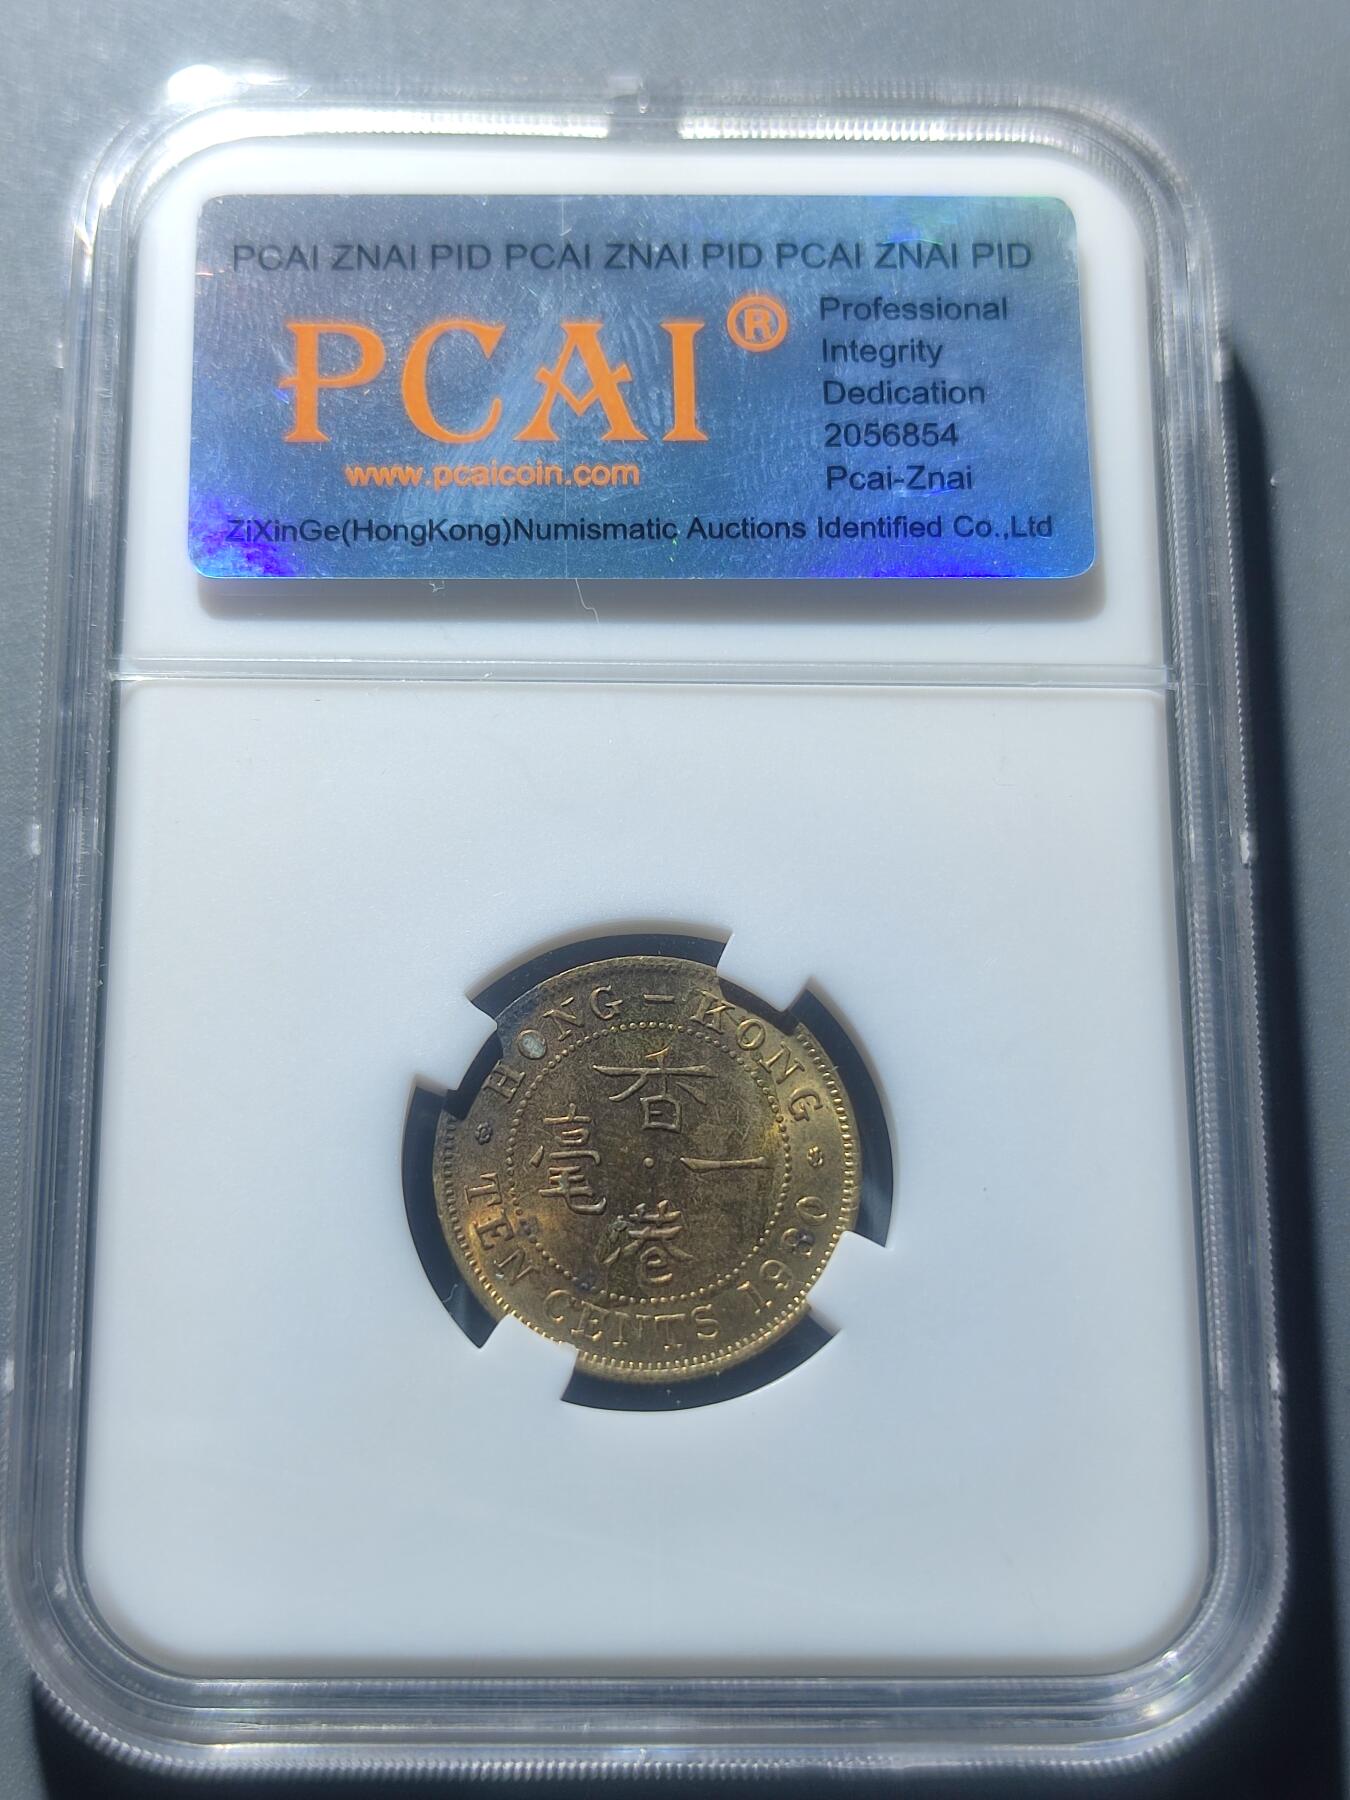 PCAI ZNAI PID PCAI ZNAI PID PCAI ZNAI PID
PCAI®
www.pcaicoin.com
Professional
Integrity
Dedication
2056854
Pcai-Znai
ZiXinGe(HongKong)Numismatic Auctions Identified Co.,Ltd
HONG-KONG
香港
一毫
TEN CENTS 1980